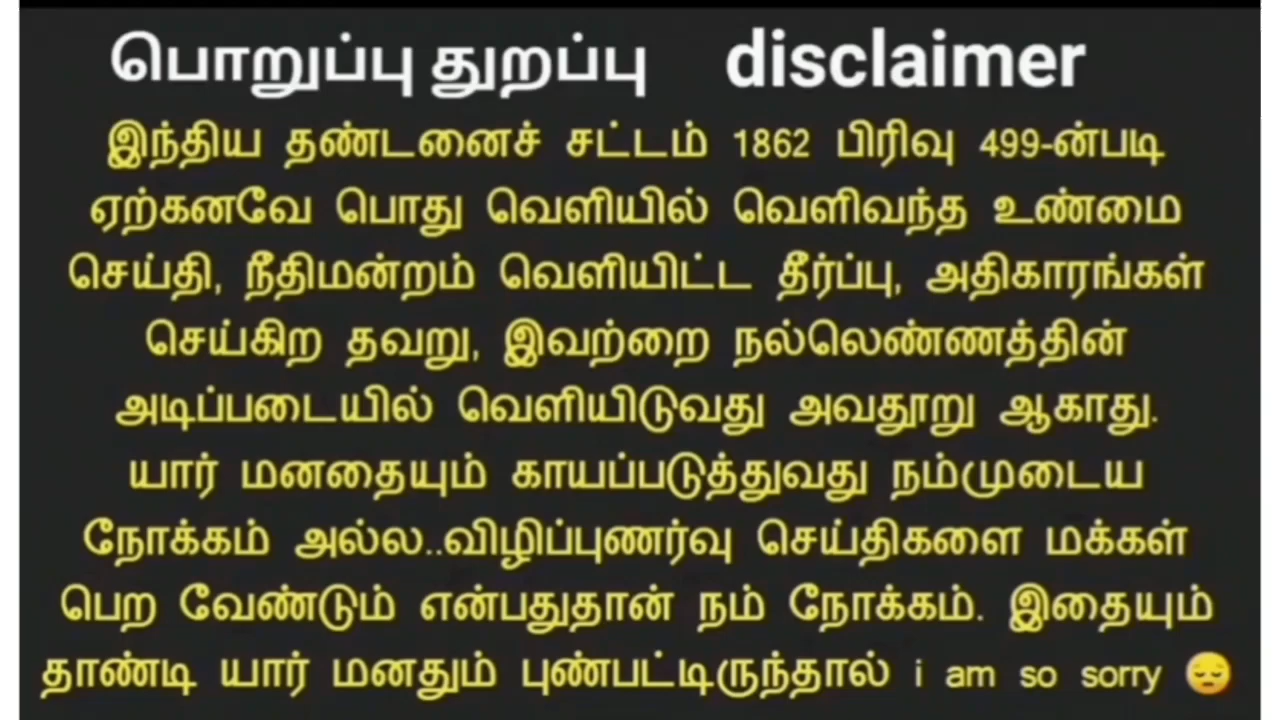 பொறுப்பு துறப்பு disclaimer
இந்திய தண்டனைச் சட்டம் 1862 பிரிவு 499-ன்படி
ஏற்கனவே பொது வெளியில் வெளிவந்த உண்மை
செய்தி, நீதிமன்றம் வெளியிட்ட தீர்ப்பு, அதிகாரங்கள்
செய்கிற தவறு, இவற்றை நல்லெண்ணத்தின்
அடிப்படையில் வெளியிடுவது அவதூறு ஆகாது.
யார் மனதையும் காயப்படுத்துவது நம்முடைய
நோக்கம் அல்ல..விழிப்புணர்வு செய்திகளை மக்கள்
பெற வேண்டும் என்பதுதான் நம் நோக்கம். இதையும்
தாண்டி யார் மனதும் புண்பட்டிருந்தால் i am so sorry 😔